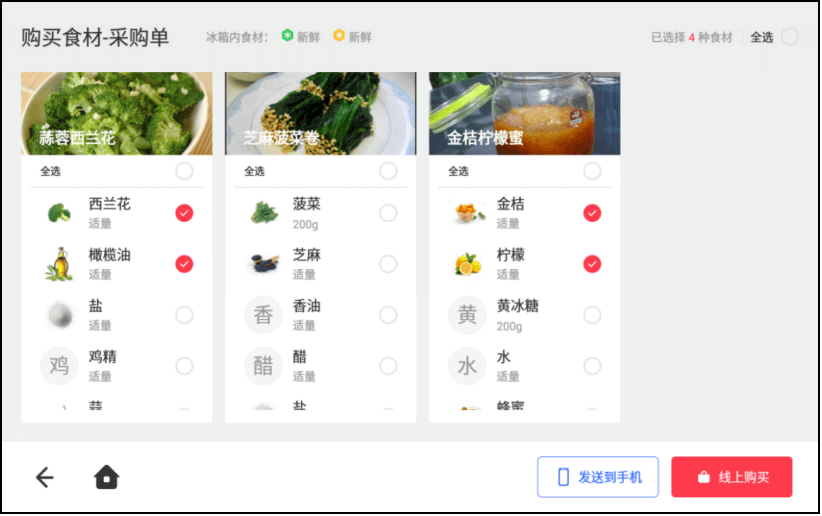 购买食材-采购单
冰箱内食材: 新鲜 新鲜
已选择 4 种食材 全选
蒜蓉西兰花
全选
西兰花
适量
橄榄油
适量
盐
适量
鸡
鸡精
适量
蒜
芝麻菠菜卷
全选
菠菜
200g
芝麻
适量
香
香油
适量
醋
醋
适量
盐
金桔柠檬蜜
全选
金桔
适量
柠檬
适量
黄
黄冰糖
200g
水
水
适量
蜂蜜
发送到手机
线上购买